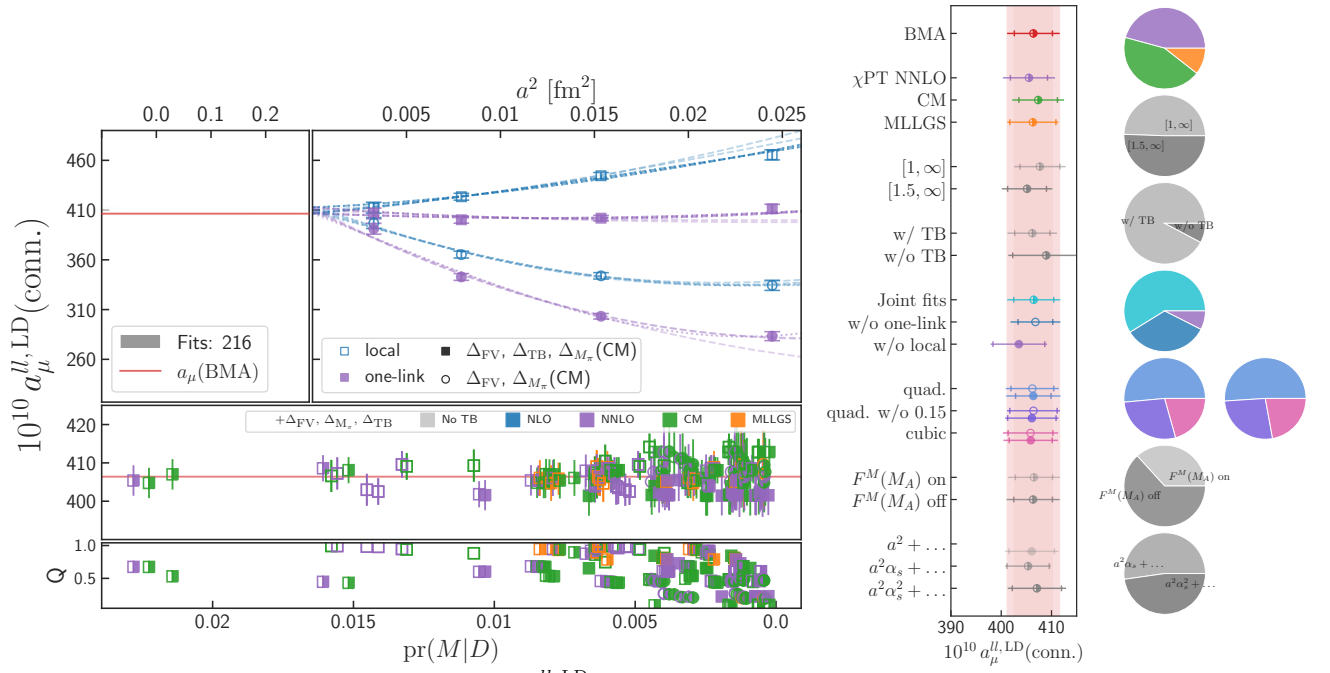 a² [fm²]
0.0 0.1 0.2
0.005 0.010 0.015 0.020 0.025
460
410
360
310
260
10¹⁰ a_μ^{ll, LD}(conn.)
Fits: 216
a_μ(BMA)
local
one-link
Δ_FV, Δ_TB, Δ_{M_π}(CM)
Δ_FV, Δ_{M_π}(CM)
+Δ_FV, Δ_{M_π}, Δ_TB No TB NLO NNLO CM MLLGS
420
410
400
1.0
0.5
Q
0.02 0.015 0.01 0.005 0.0
pr(M|D)
BMA
χPT NNLO
CM
MLLGS
[1, ∞]
[1.5, ∞]
w/ TB
w/o TB
Joint fits
w/o one-link
w/o local
quad.
quad. w/o 0.15
cubic
F^M(M_A) on
F^M(M_A) off
a² + ...
a²α_s + ...
a²α_s² + ...
390 400 410
10¹⁰ a_μ^{ll, LD}(conn.)
[1, ∞]
[1.5, ∞]
w/ TB
w/o TB
F^M(M_A) on
F^M(M_A) off
a²α_s + ...
a²α_s² + ...